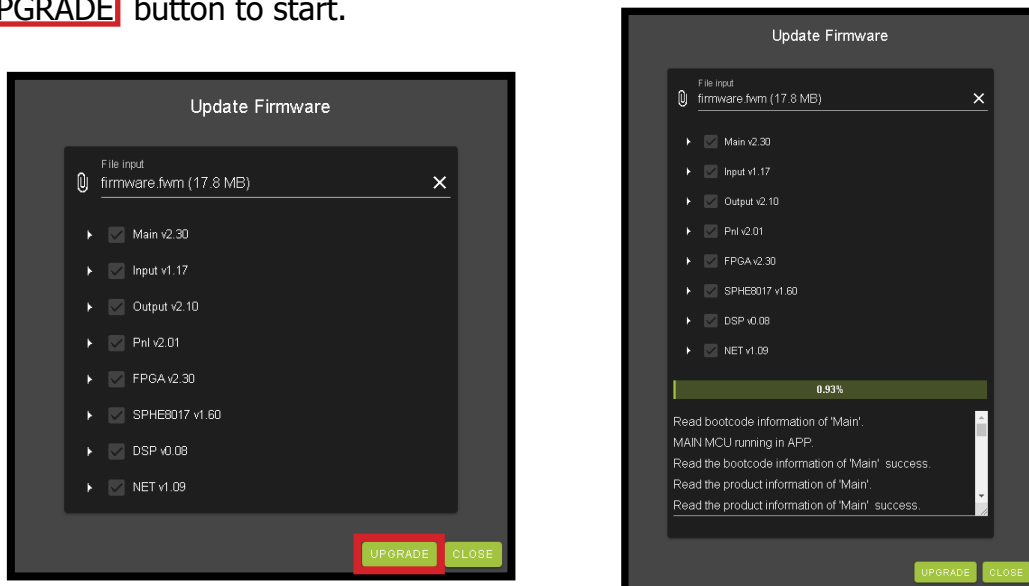 UPGRADE button to start.
Update Firmware
File input
firmware.fwm (17.8 MB)
Main v2.30
Input v1.17
Output v2.10
Pnl v2.01
FPGA v2.30
SPHE8017 v1.60
DSP v0.08
NET v1.09
UPGRADE CLOSE
Update Firmware
File input
firmware.fwm (17.8 MB)
Main v2.30
Input v1.17
Output v2.10
Pnl v2.01
FPGA v2.30
SPHE8017 v1.60
DSP v0.08
NET v1.09
0.93%
Read bootcode information of 'Main'.
MAIN MCU running in APP.
Read the bootcode information of 'Main' success.
Read the product information of 'Main'.
Read the product information of 'Main' success.
UPGRADE CLOSE